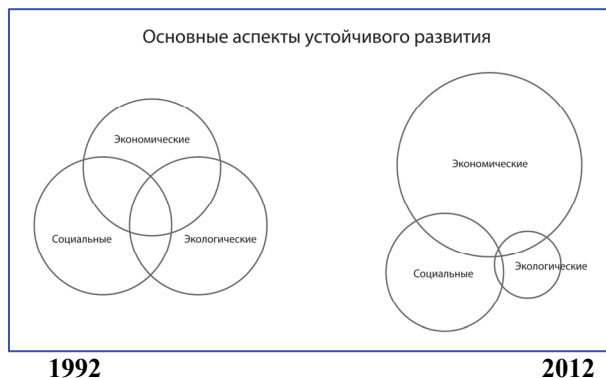 Основные аспекты устойчивого развития
Экономические
Социальные
Экологические
Экономические
Социальные
Экологические
1992
2012